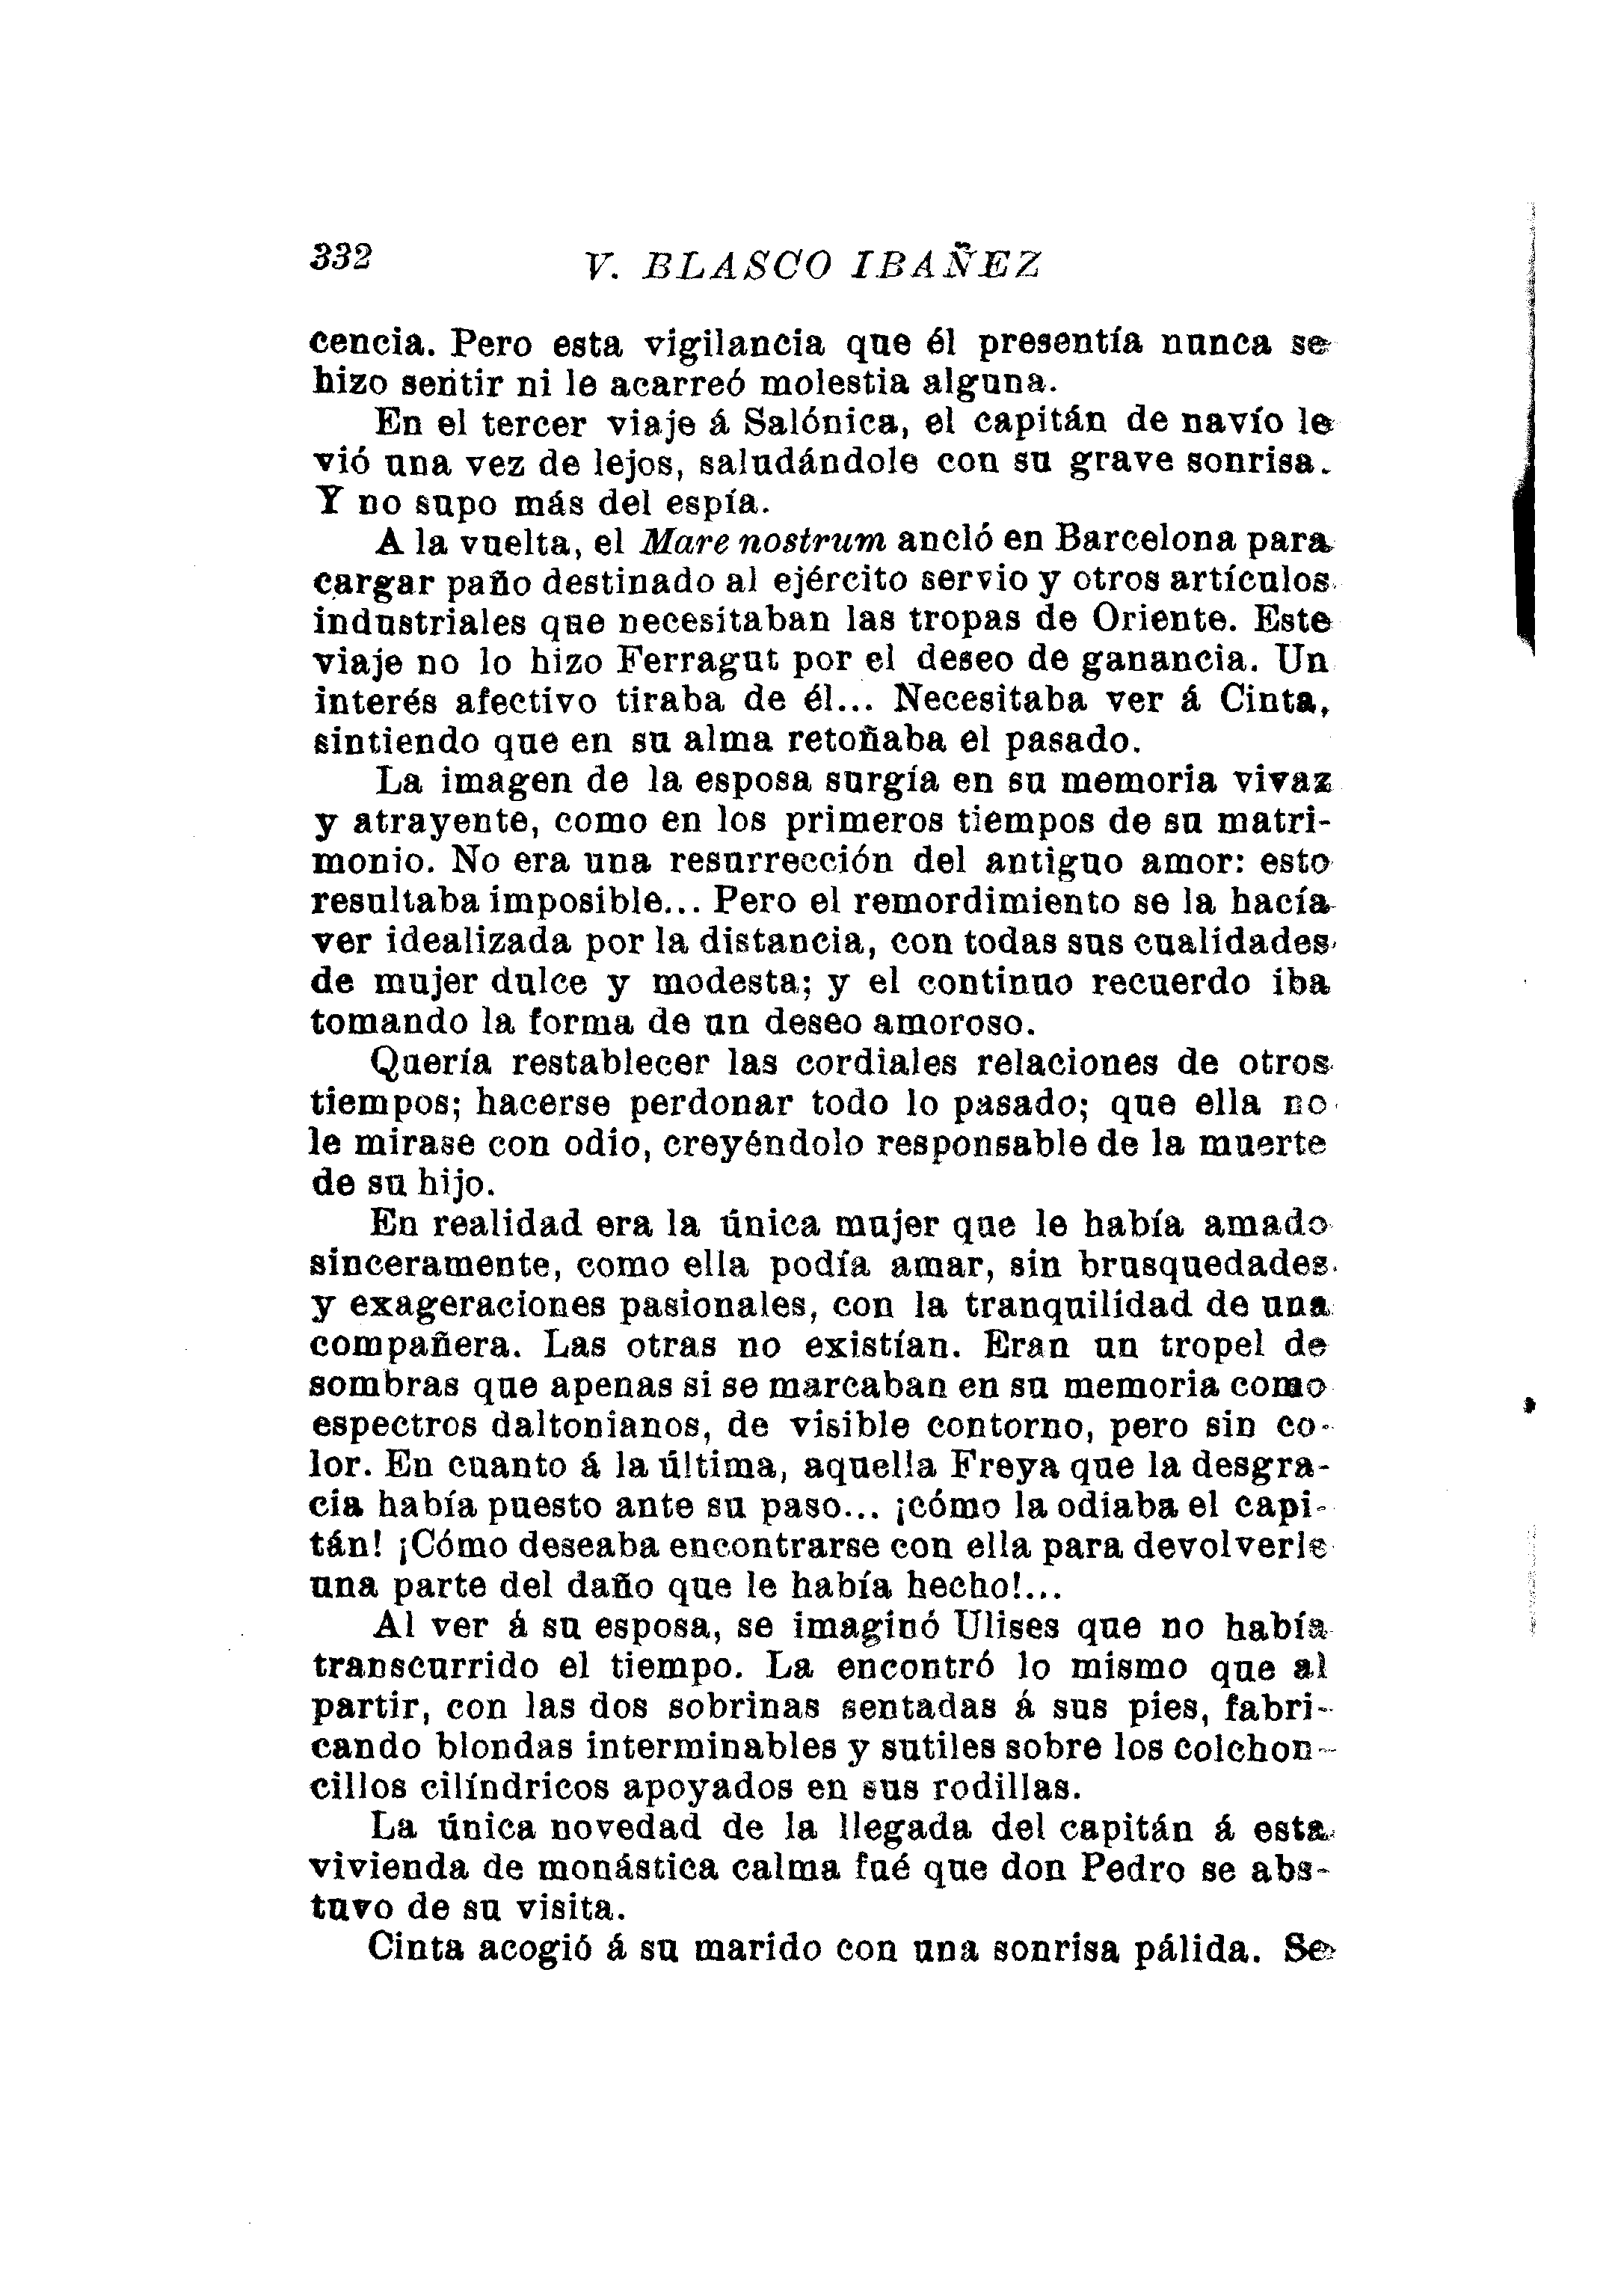 332
V. BLASCO IBAÑEZ
cencia. Pero esta vigilancia que él presentía nunca se
hizo sentir ni le acarreó molestia alguna.
En el tercer viaje á Salónica, el capitán de navío le
vió una vez de lejos, saludándole con su grave sonrisa.
Y no supo más del espía.
A la vuelta, el Mare nostrum ancló en Barcelona para
cargar paño destinado al ejército servio y otros artículos
industriales que necesitaban las tropas de Oriente. Este
viaje no lo hizo Ferragut por el deseo de ganancia. Un
interés afectivo tiraba de él... Necesitaba ver á Cinta,
sintiendo que en su alma retoñaba el pasado.
La imagen de la esposa surgía en su memoria vivaz
y atrayente, como en los primeros tiempos de su matri-
monio. No era una resurrección del antiguo amor: esto
resultaba imposible... Pero el remordimiento se la hacía
ver idealizada por la distancia, con todas sus cualidades
de mujer dulce y modesta; y el continuo recuerdo iba
tomando la forma de un deseo amoroso.
Quería restablecer las cordiales relaciones de otros
tiempos; hacerse perdonar todo lo pasado; que ella no
le mirase con odio, creyéndolo responsable de la muerte
de su hijo.
En realidad era la única mujer que le había amado
sinceramente, como ella podía amar, sin brusquedades
y exageraciones pasionales, con la tranquilidad de una
compañera. Las otras no existían. Eran un tropel de
sombras que apenas si se marcaban en su memoria como
espectros daltonianos, de visible contorno, pero sin co-
lor. En cuanto á la última, aquella Freya que la desgra-
cia había puesto ante su paso... ¡cómo la odiaba el capi-
tán! ¡Cómo deseaba encontrarse con ella para devolverle
una parte del daño que le había hecho!...
Al ver á su esposa, se imaginó Ulises que no había
transcurrido el tiempo. La encontró lo mismo que al
partir, con las dos sobrinas sentadas á sus pies, fabri-
cando blondas interminables y sutiles sobre los colchon-
cillos cilíndricos apoyados en sus rodillas.
La única novedad de la llegada del capitán á esta
vivienda de monástica calma fué que don Pedro se abs-
tuvo de su visita.
Cinta acogió á su marido con una sonrisa pálida. Se